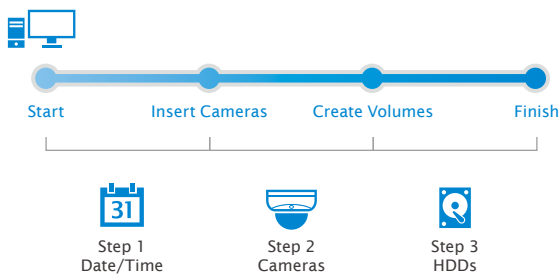 Start
Insert Cameras
Create Volumes
Finish
31
Step 1
Date/Time
Step 2
Cameras
Step 3
HDDs